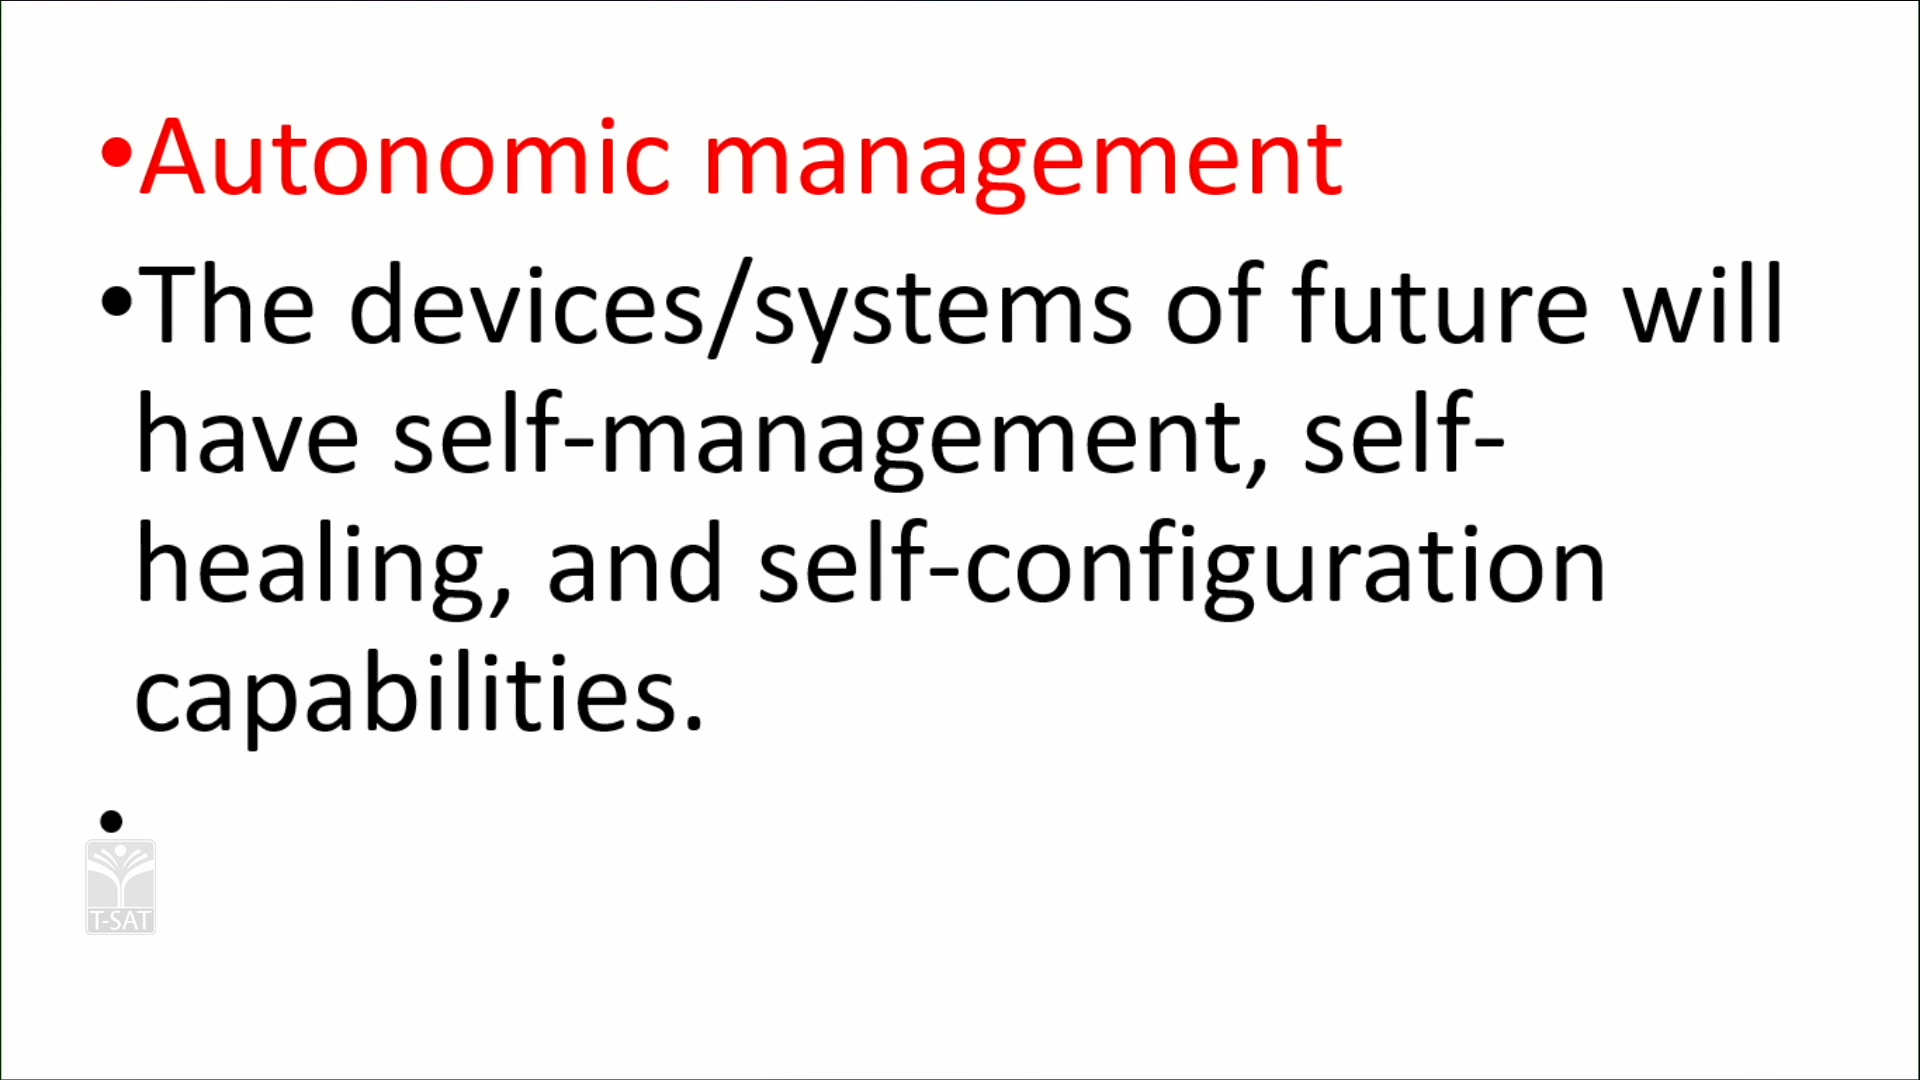 •Autonomic management
•The devices/systems of future will
have self-management, self-
healing, and self-configuration
capabilities.
•
T-SAT